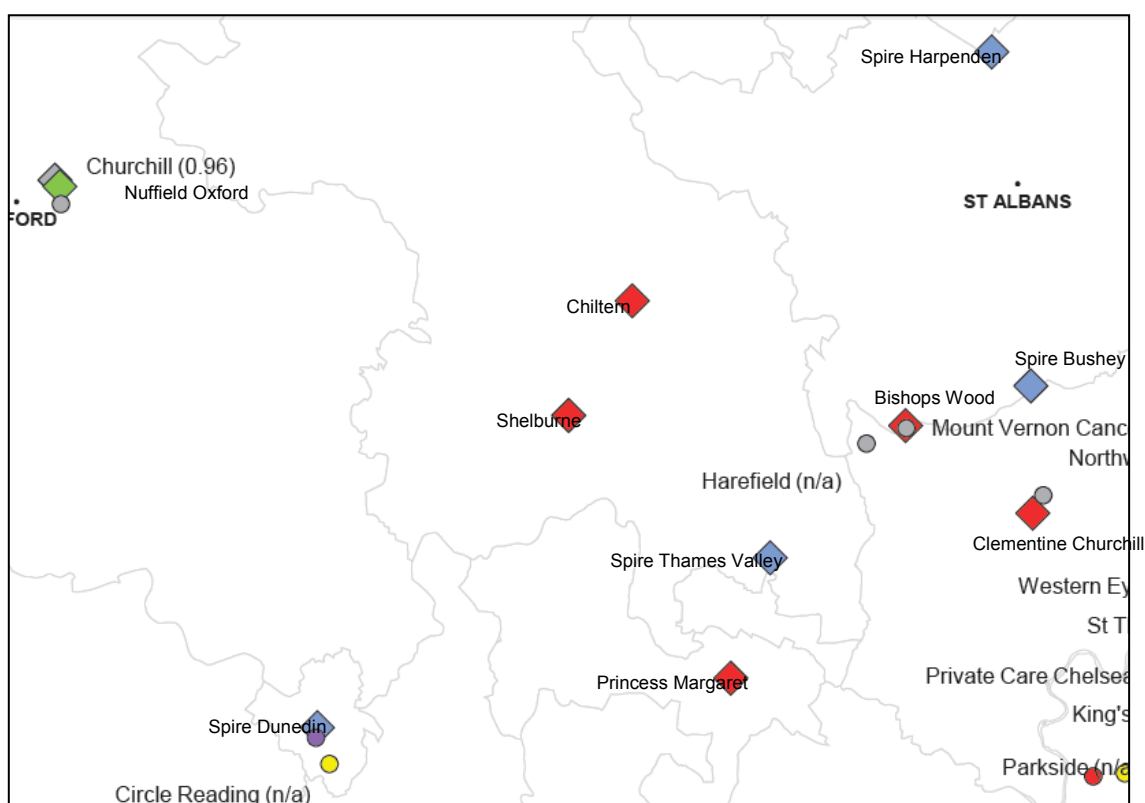 Spire Harpenden
Churchill (0.96)
Nuffield Oxford
FORD
ST ALBANS
Chiltern
Spire Bushey
Bishops Wood
Shelburne
Mount Vernon Canc
Northw
Harefield (n/a)
Clementine Churchill
Spire Thames Valley
Western Ey
St T
Private Care Chelsea
Princess Margaret
King's
Spire Dunedin
Parkside (n/a
Circle Reading (n/a)